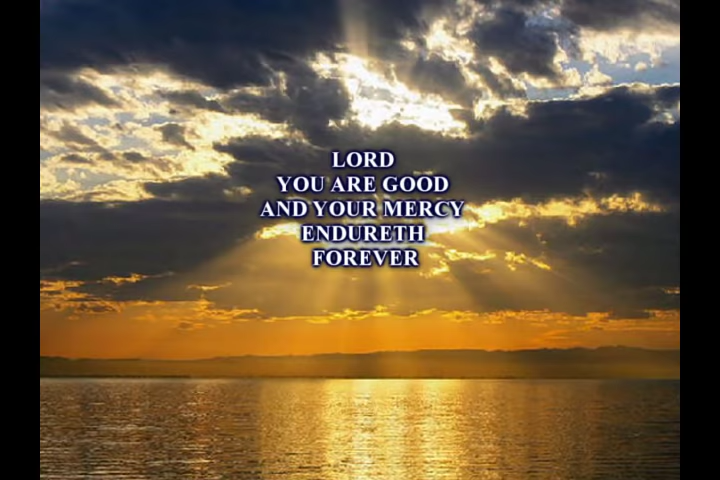 LORD
YOU ARE GOOD
AND YOUR MERCY
ENDURETH
FOREVER